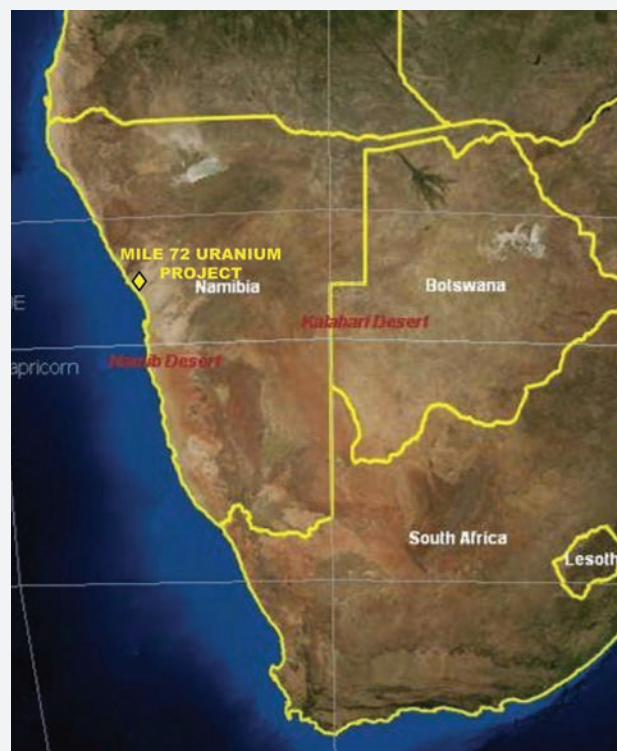 MILE 72 URANIUM
PROJECT
Namibia
Botswana
Kalahari Desert
Namib Desert
apricorn
South Africa
Lesoth